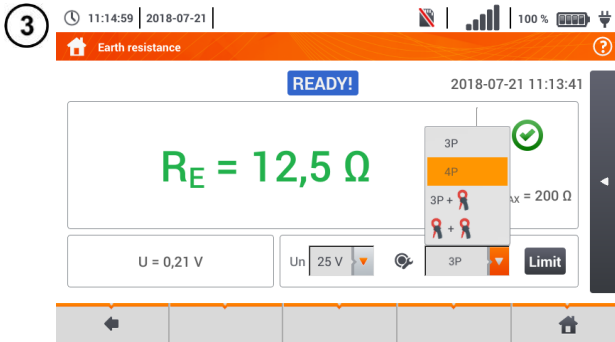 3
11:14:59 2018-07-21 100 %
Earth resistance
READY! 2018-07-21 11:13:41
RE = 12,5 Ω
3P
4P
3P +
+
AX = 200 Ω
U = 0,21 V
Un 25 V 3P Limit